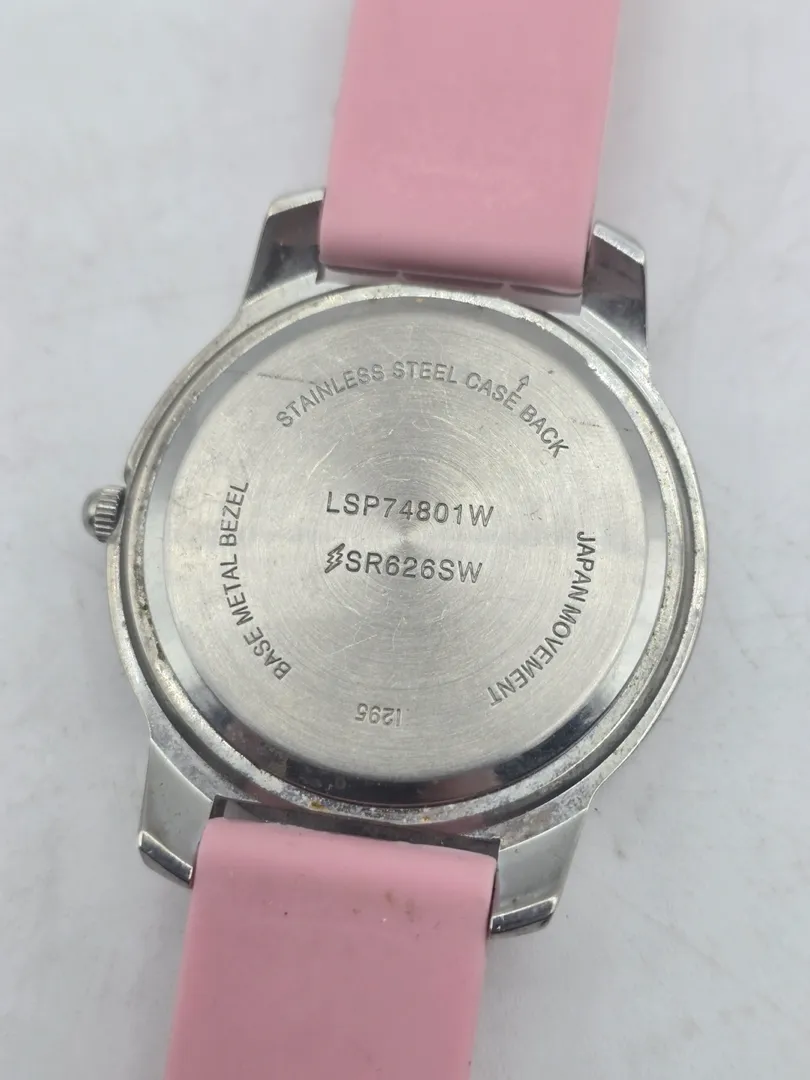 STAINLESS STEEL CASE BACK
LSP74801W
SR626SW
BASE METAL BEZEL
JAPAN MOVEMENT
1295